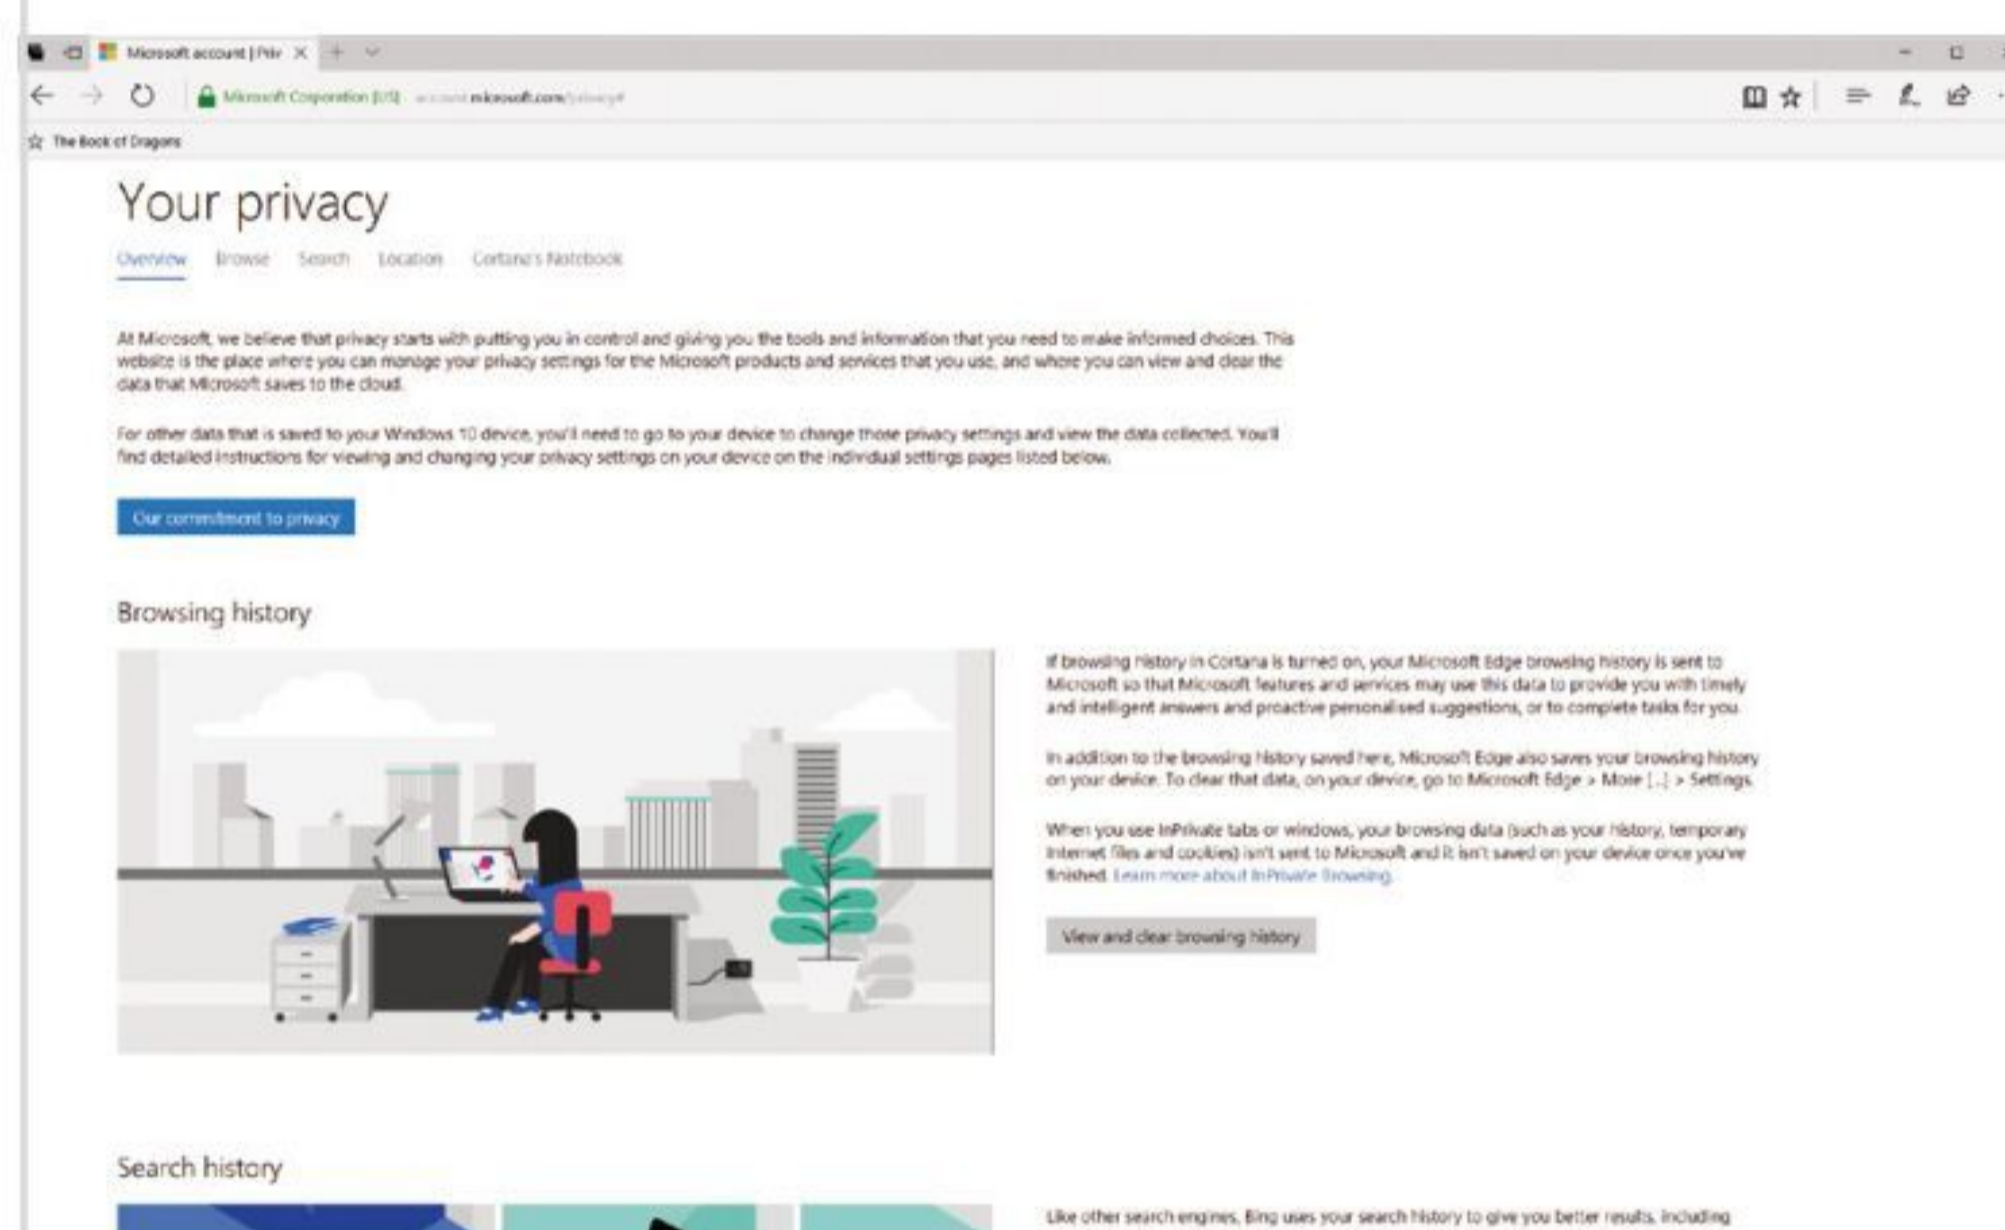 Microsoft account | Priv
Microsoft Corporation [US] account.microsoft.com/privacy#
The Book of Dragons
Your privacy
Overview Browse Search Location Cortana's Notebook
At Microsoft, we believe that privacy starts with putting you in control and giving you the tools and information that you need to make informed choices. This
website is the place where you can manage your privacy settings for the Microsoft products and services that you use, and where you can view and clear the
data that Microsoft saves to the cloud.
For other data that is saved to your Windows 10 device, you'll need to go to your device to change those privacy settings and view the data collected. You'll
find detailed instructions for viewing and changing your privacy settings on your device on the individual settings pages listed below.
Our commitment to privacy
Browsing history
If browsing history in Cortana is turned on, your Microsoft Edge browsing history is sent to
Microsoft so that Microsoft features and services may use this data to provide you with timely
and intelligent answers and proactive personalised suggestions, or to complete tasks for you.
In addition to the browsing history saved here, Microsoft Edge also saves your browsing history
on your device. To clear that data, on your device, go to Microsoft Edge > More [...] > Settings.
When you use InPrivate tabs or windows, your browsing data (such as your history, temporary
internet files and cookies) isn't sent to Microsoft and it isn't saved on your device once you've
finished. Learn more about InPrivate Browsing.
View and clear browsing history
Search history
Like other search engines, Bing uses your search history to give you better results, including